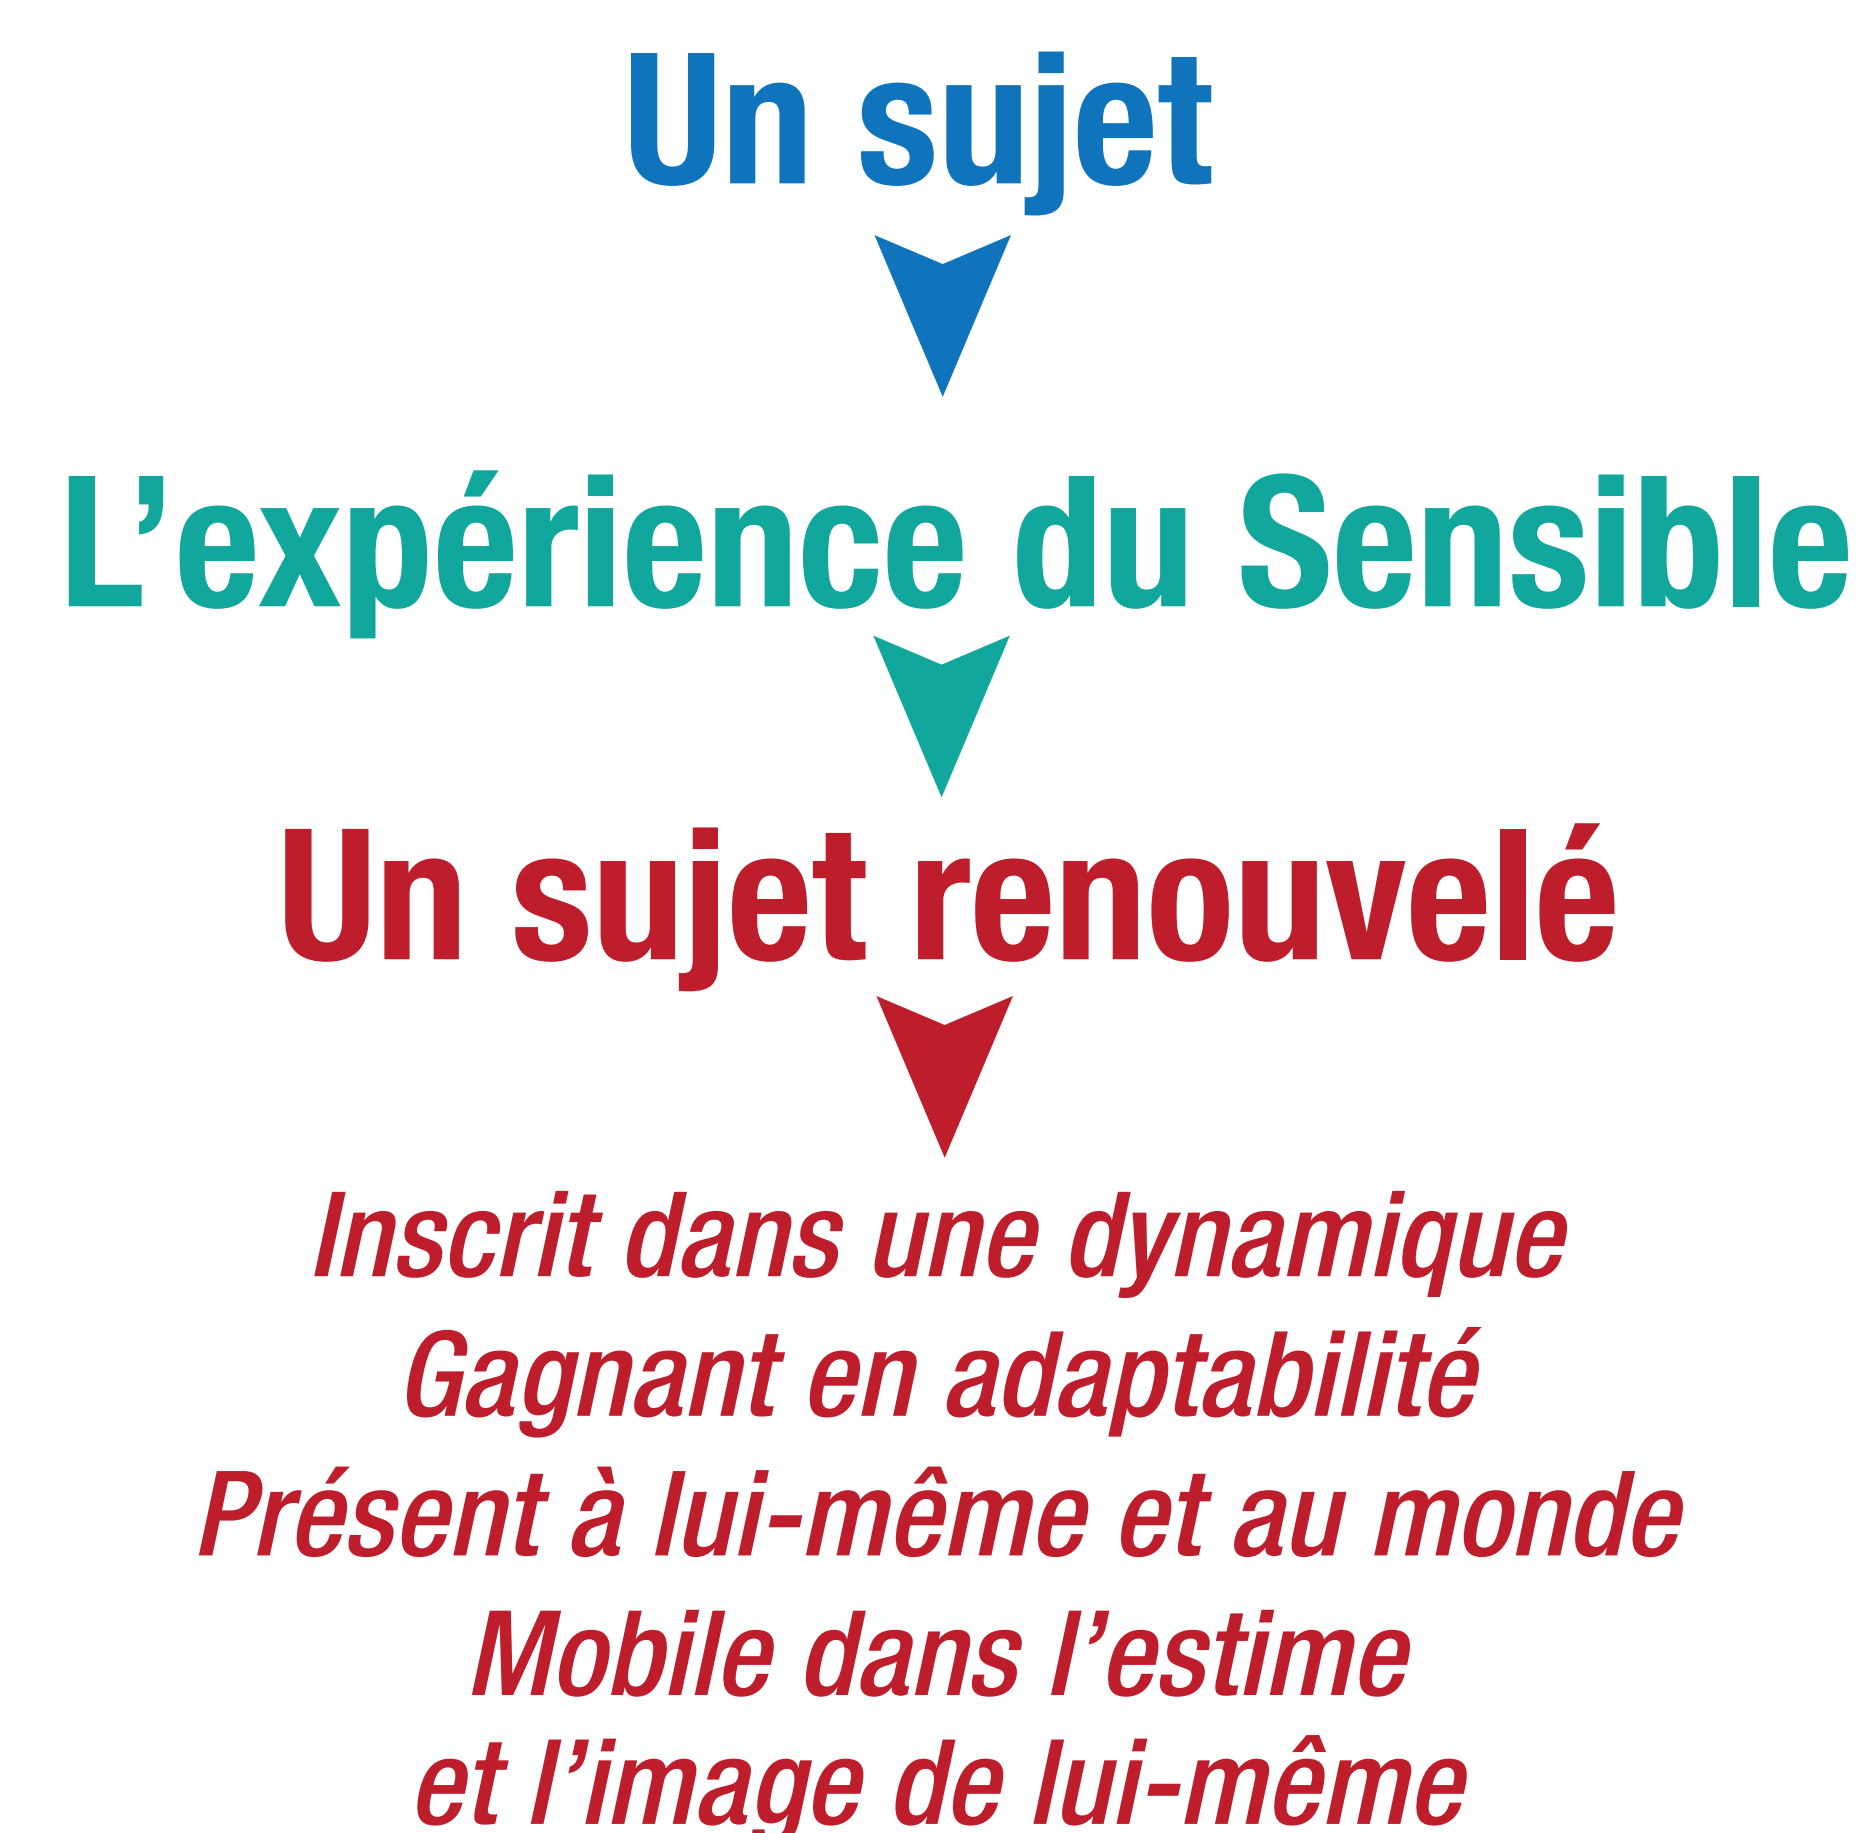 Un sujet
L’expérience du Sensible
Un sujet renouvelé
Inscrit dans une dynamique
Gagnant en adaptabilité
Présent à lui-même et au monde
Mobile dans l’estime
et l’image de lui-même